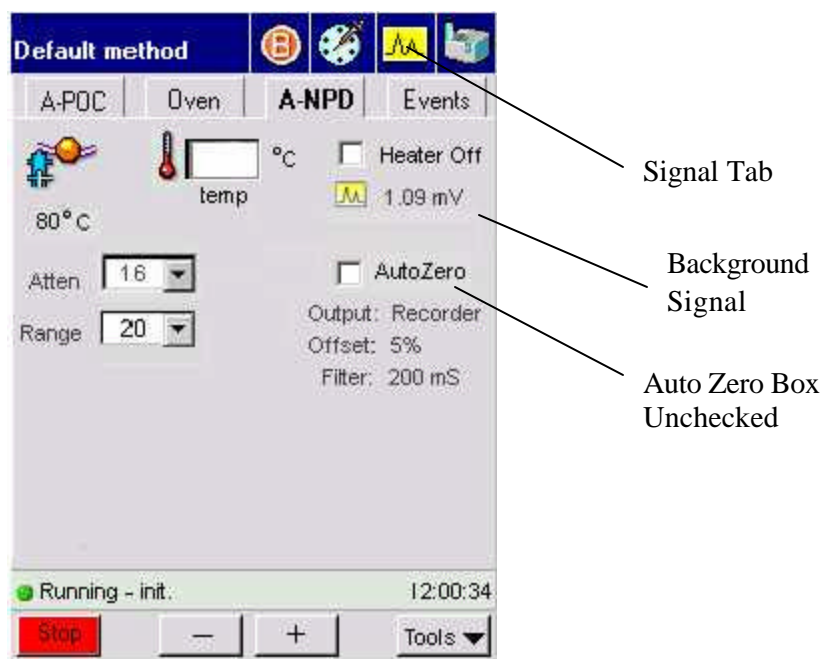 Default method B
A-POC Oven A-NPD Events
°C Heater Off
temp 1.09 mV
80°C
Atten 16 AutoZero
Range 20 Output: Recorder
Offset: 5%
Filter: 200 mS
Running - init. 12:00:34
Stop − + Tools
Signal Tab
Background
Signal
Auto Zero Box
Unchecked